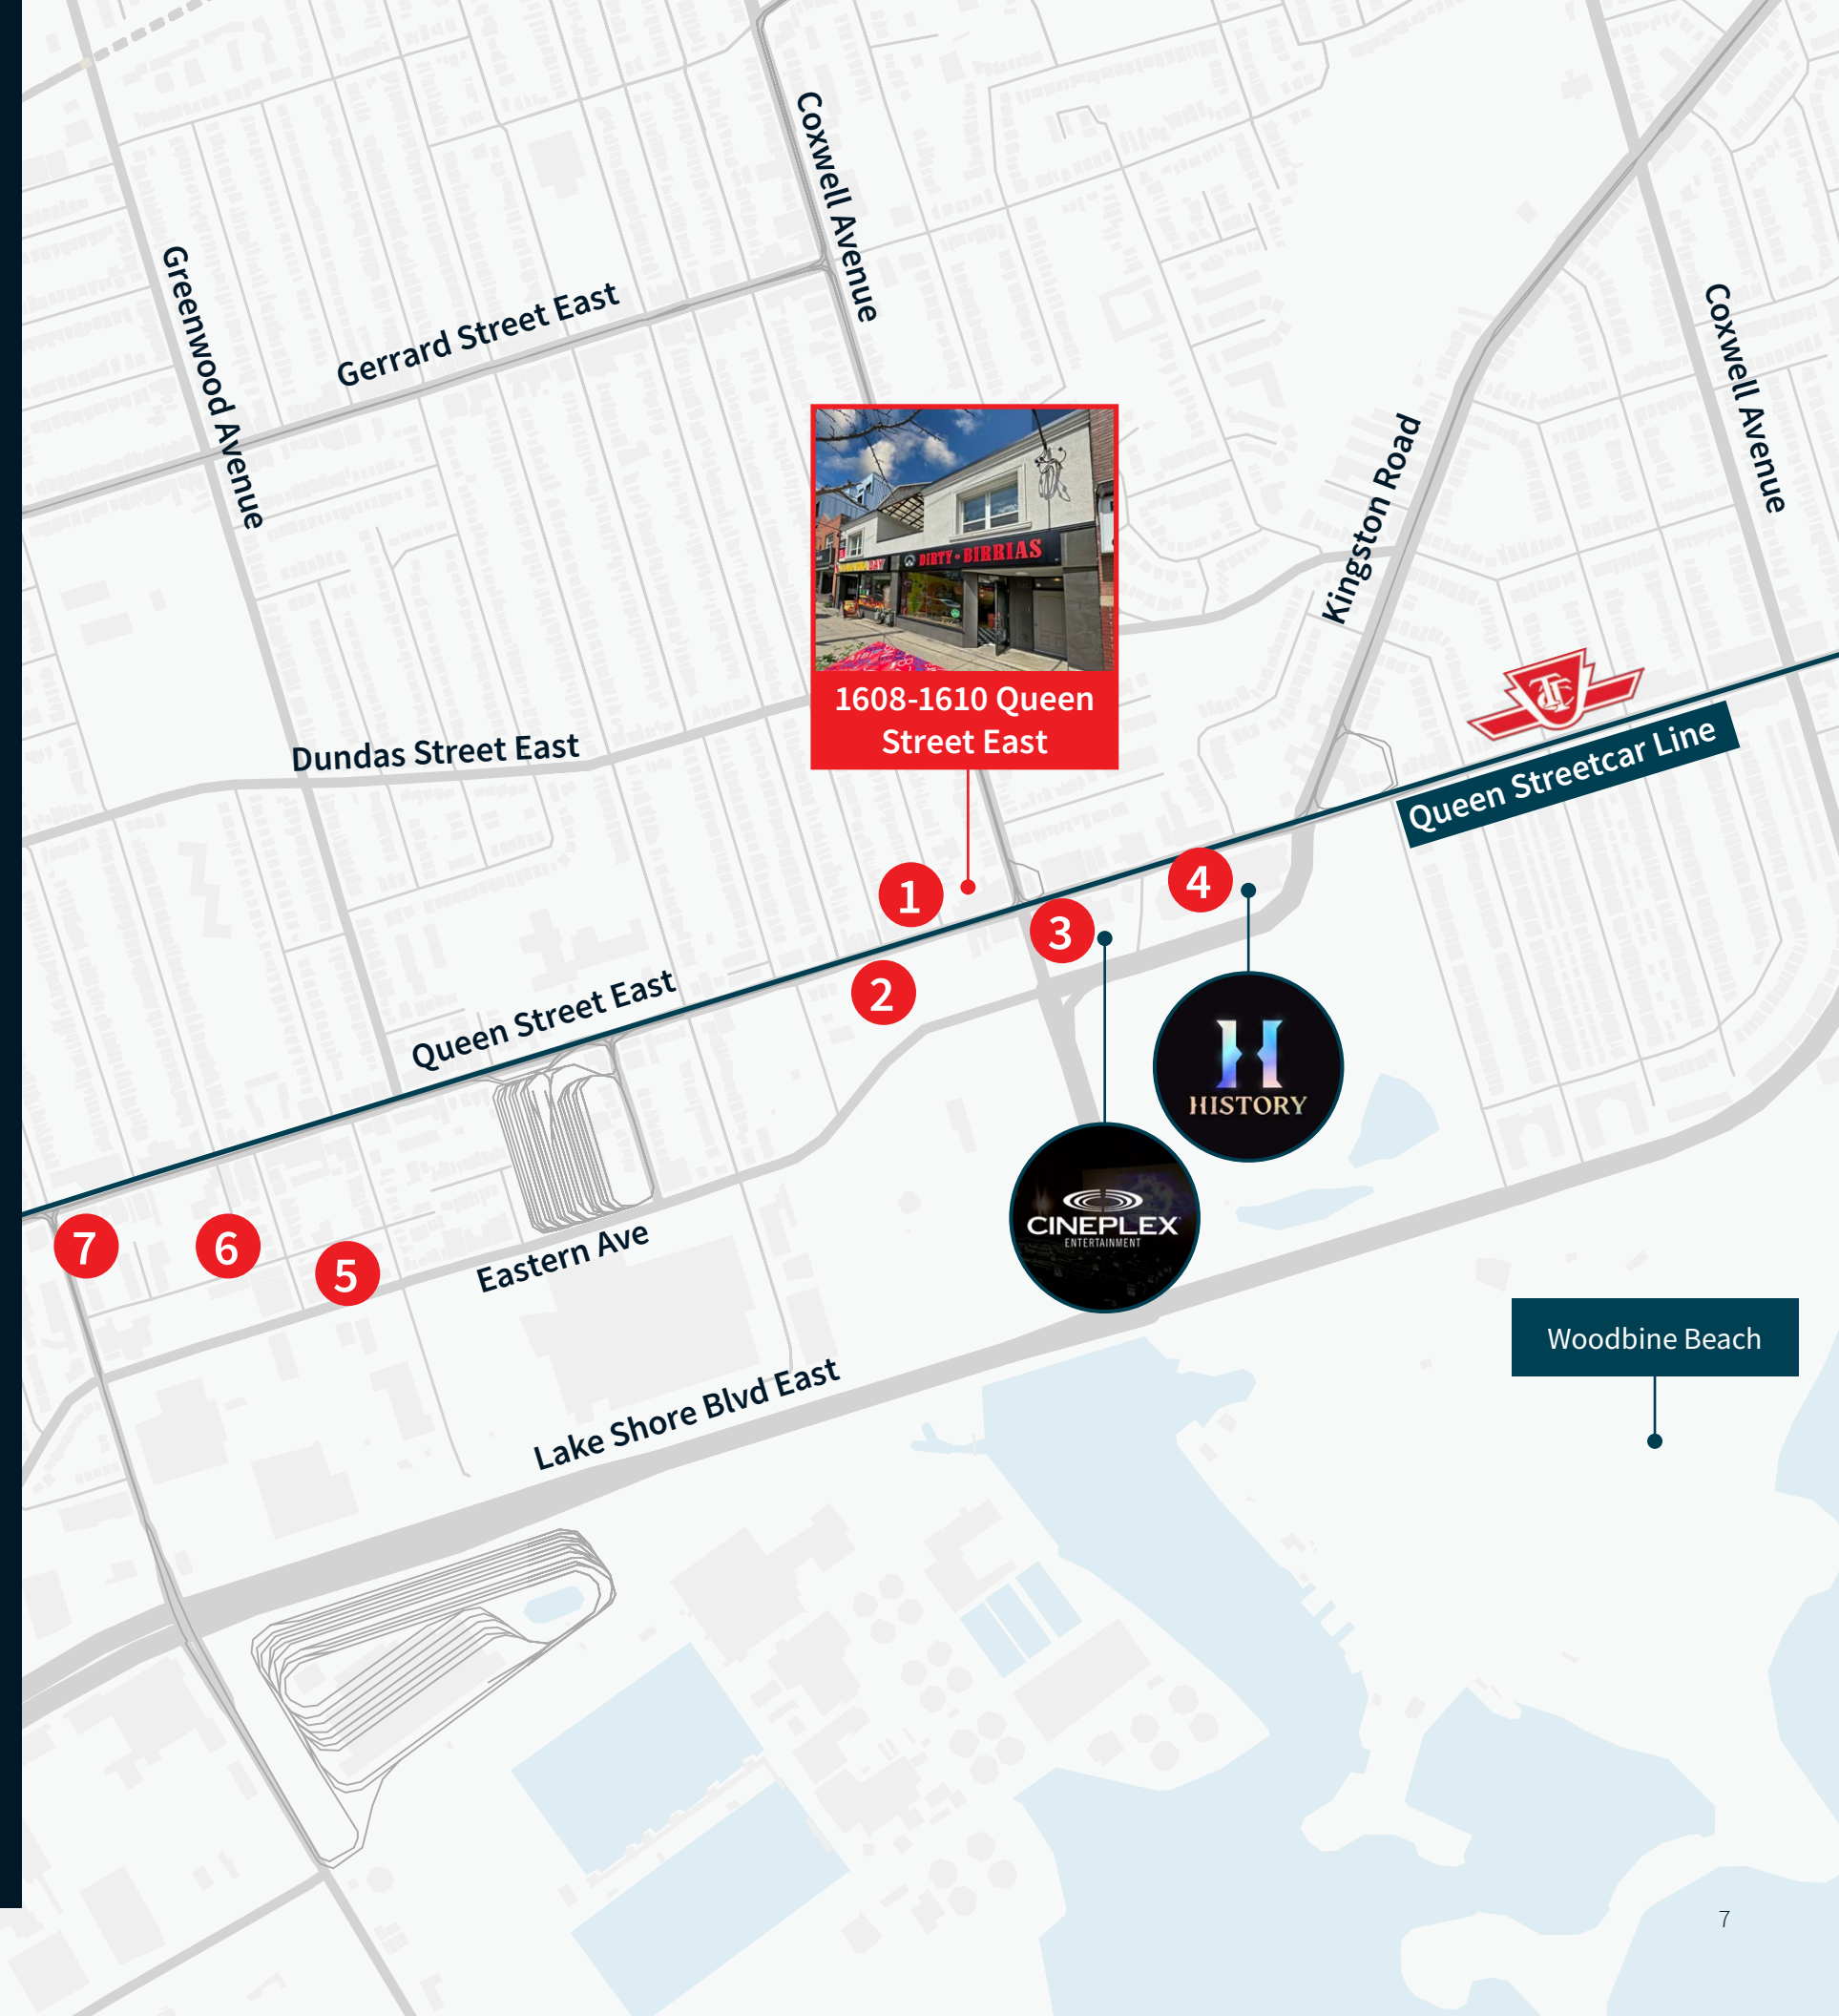 Coxwell Avenue
Greenwood Avenue
Gerrard Street East
Coxwell Avenue
Kingston Road
DIRTY • BIRRIAS
1608-1610 Queen
Street East
Dundas Street East
Queen Streetcar Line
TTC
1
4
3
2
Queen Street East
H
HISTORY
CINEPLEX
ENTERTAINMENT
7
6
5
Eastern Ave
Woodbine Beach
Lake Shore Blvd East
7